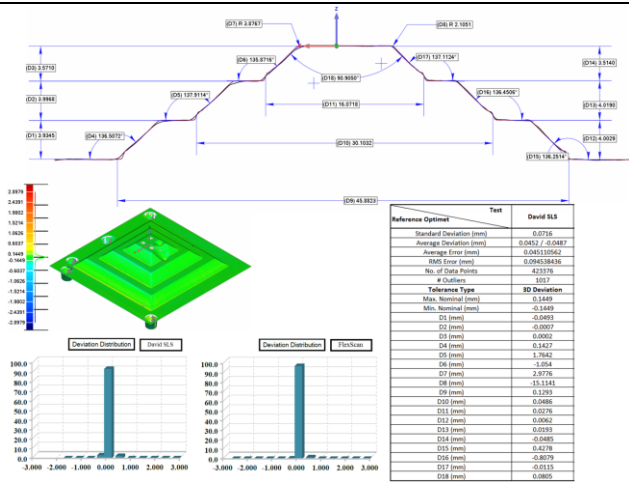 z
(D7) R 3.0767
(D8) R 2.1051
(D6) 135.8716°
(D17) 137.1124°
(D3) 3.5710
(D14) 3.5140
(D18) 90.9050°
(D5) 137.9114°
(D16) 136.4506°
(D11) 16.0718
(D2) 3.9968
(D13) 4.0190
(D1) 3.9345
(D4) 136.5072°
(D10) 30.1032
(D12) 4.0029
(D15) 136.2514°
(D9) 45.0823
2.8979
2.4391
1.9802
1.5214
1.0626
0.6037
0.1449
-0.1449
-0.6037
-1.0626
-1.5214
-1.9802
-2.4391
-2.8979
Test
Reference Optimet
David SLS
Standard Deviation (mm) 0.0716
Average Deviation (mm) 0.0452 / -0.0487
Average Error (mm) 0.045110562
RMS Error (mm) 0.094538436
No. of Data Points 423376
# Outliers 1017
Tolerance Type 3D Deviation
Max. Nominal (mm) 0.1449
Min. Nominal (mm) -0.1449
D1 (mm) -0.0493
D2 (mm) -0.0007
D3 (mm) 0.0002
D4 (mm) 0.1427
D5 (mm) 1.7642
D6 (mm) -1.054
D7 (mm) 2.9776
D8 (mm) -15.1141
D9 (mm) 0.1293
D10 (mm) 0.0486
D11 (mm) 0.0276
D12 (mm) 0.0062
D13 (mm) 0.0193
D14 (mm) -0.0485
D15 (mm) 0.4278
D16 (mm) -0.8079
D17 (mm) -0.0115
D18 (mm) 0.0805
Deviation Distribution David SLS
100.0
90.0
80.0
70.0
60.0
50.0
40.0
30.0
20.0
10.0
0.0
-3.000 -2.000 -1.000 0.000 1.000 2.000 3.000
Deviation Distribution FlexScan
100.0
90.0
80.0
70.0
60.0
50.0
40.0
30.0
20.0
10.0
0.0
-3.000 -2.000 -1.000 0.000 1.000 2.000 3.000